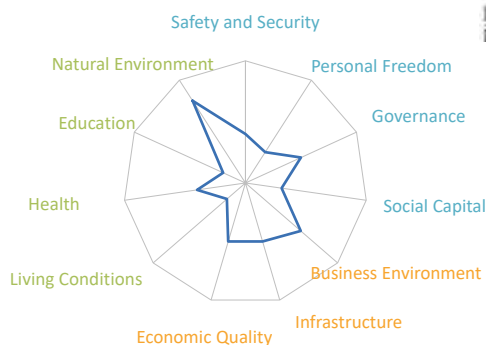 Safety and Security
Natural Environment
Personal Freedom
Education
Governance
Health
Social Capital
Living Conditions
Business Environment
Infrastructure
Economic Quality